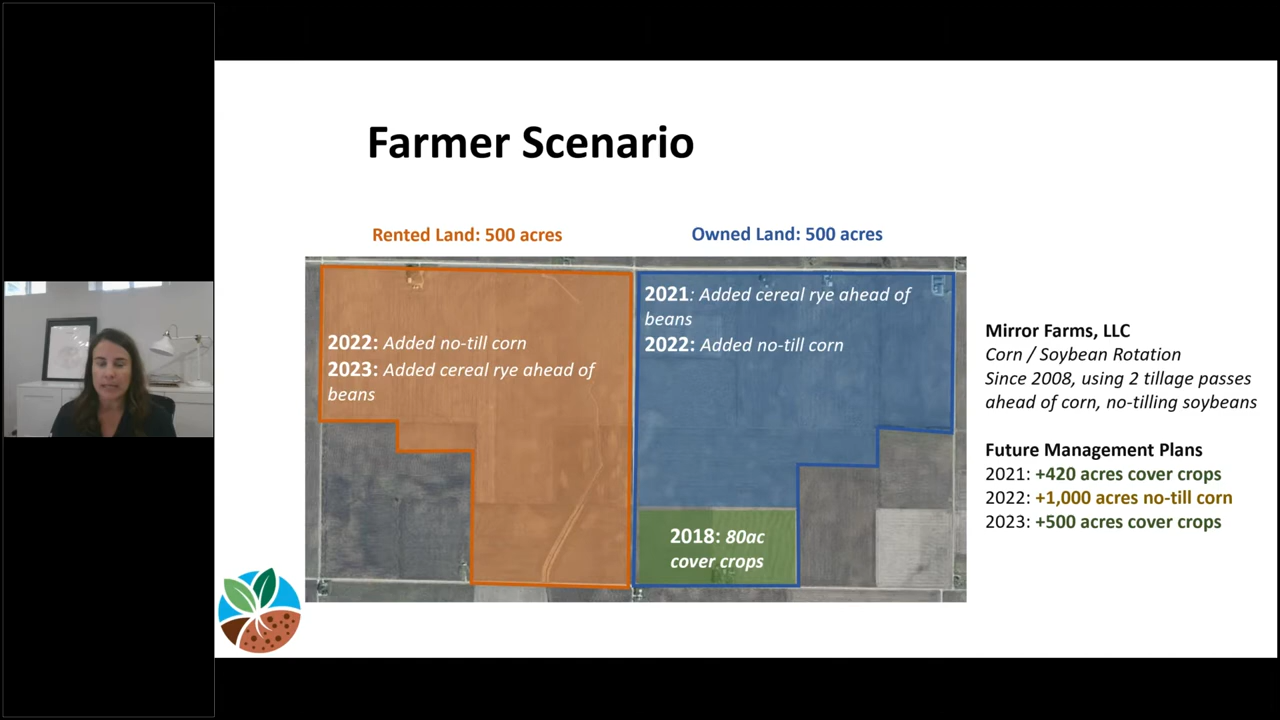 Farmer Scenario
Rented Land: 500 acres
Owned Land: 500 acres
2022: Added no-till corn
2023: Added cereal rye ahead of
beans
2021: Added cereal rye ahead of
beans
2022: Added no-till corn
2018: 80ac
cover crops
Mirror Farms, LLC
Corn / Soybean Rotation
Since 2008, using 2 tillage passes
ahead of corn, no-tilling soybeans
Future Management Plans
2021: +420 acres cover crops
2022: +1,000 acres no-till corn
2023: +500 acres cover crops